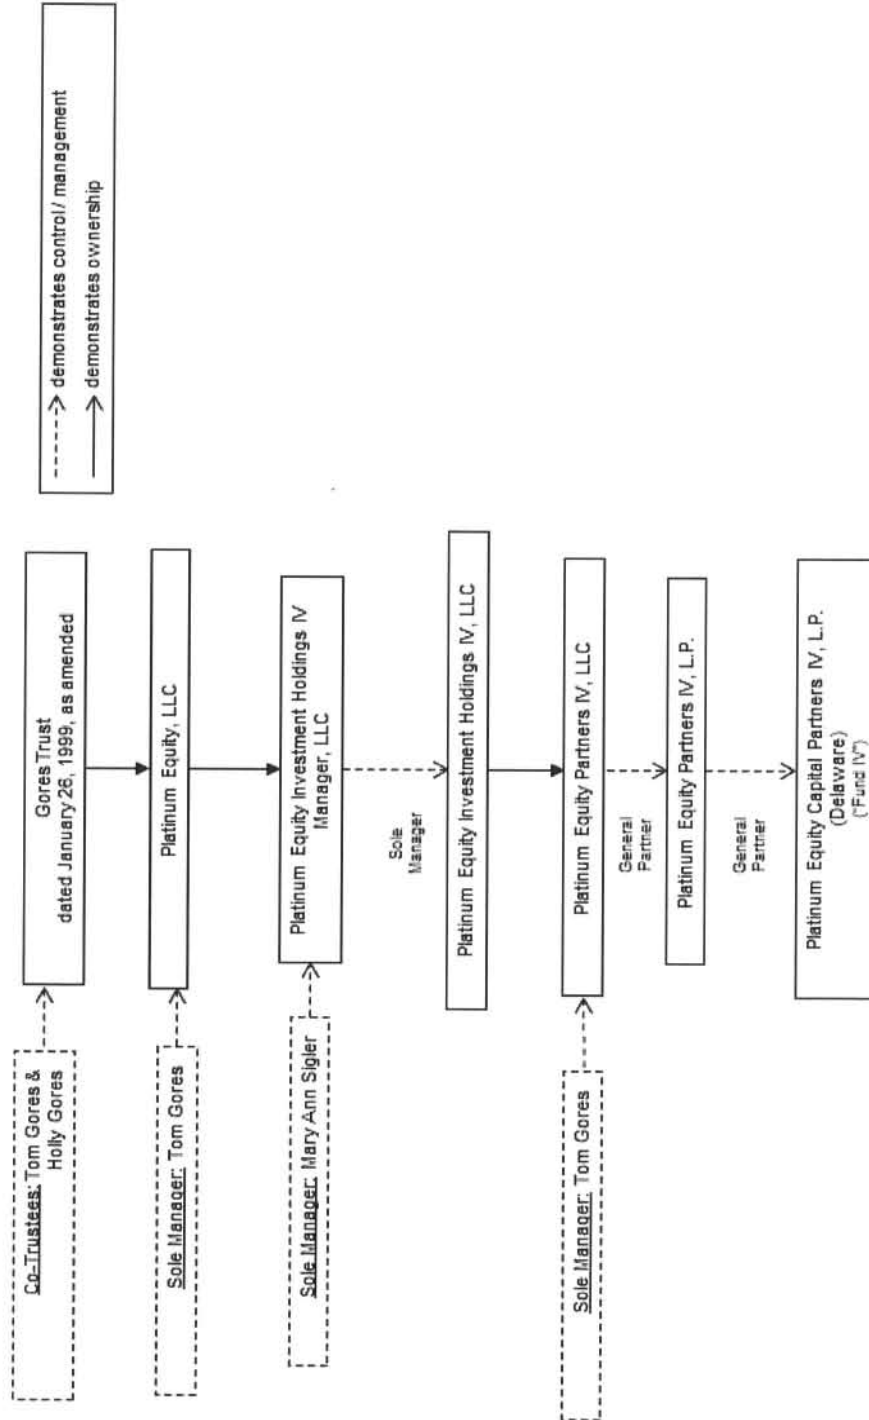 Co-Trustees: Tom Gores &
Holly Gores
Gores Trust
dated January 26, 1999, as amended
demonstrates control/ management
demonstrates ownership
Sole Manager: Tom Gores
Platinum Equity, LLC
Sole Manager: Mary Ann Sigler
Platinum Equity Investment Holdings IV
Manager, LLC
Sole
Manager
Platinum Equity Investment Holdings IV, LLC
Sole Manager: Tom Gores
Platinum Equity Partners IV, LLC
General
Partner
Platinum Equity Partners IV, L.P.
General
Partner
Platinum Equity Capital Partners IV, L.P.
(Delaware)
("Fund IV")